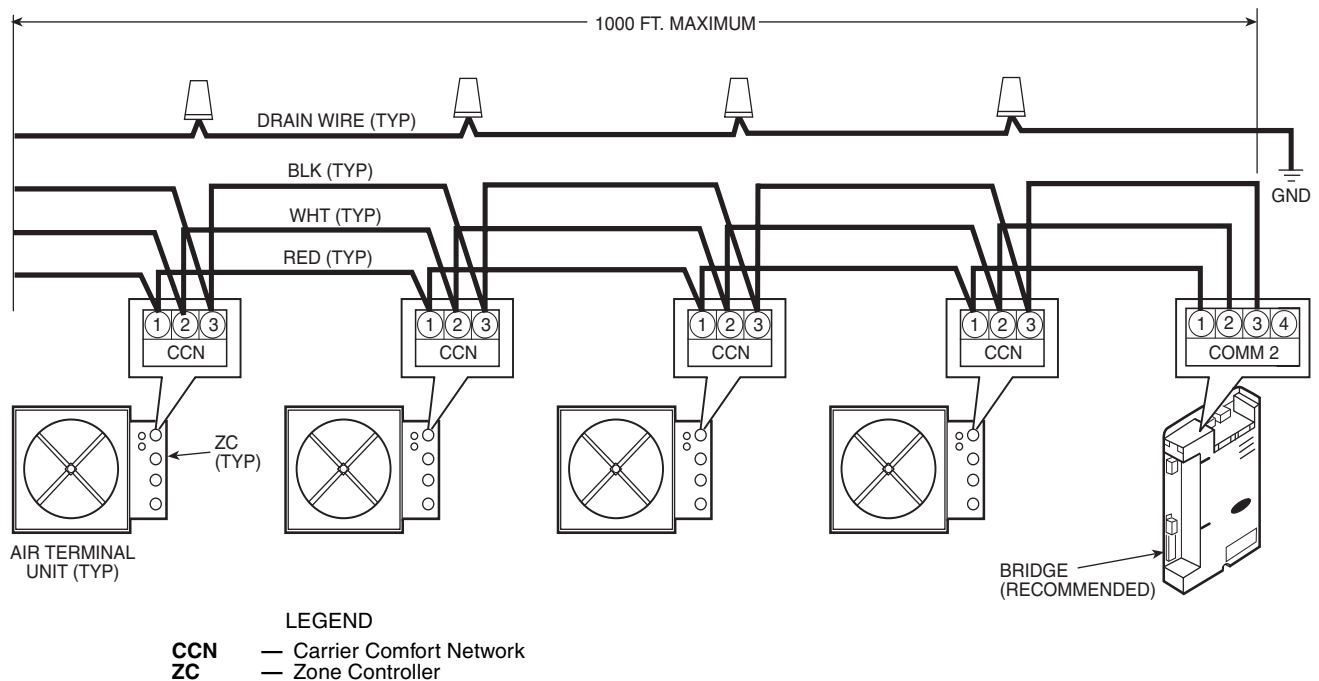 1000 FT. MAXIMUM
DRAIN WIRE (TYP)
BLK (TYP)
GND
WHT (TYP)
RED (TYP)
1 2 3
CCN
1 2 3
CCN
1 2 3
CCN
1 2 3
CCN
1 2 3 4
COMM 2
ZC
(TYP)
AIR TERMINAL
UNIT (TYP)
BRIDGE
(RECOMMENDED)
LEGEND
CCN — Carrier Comfort Network
ZC — Zone Controller